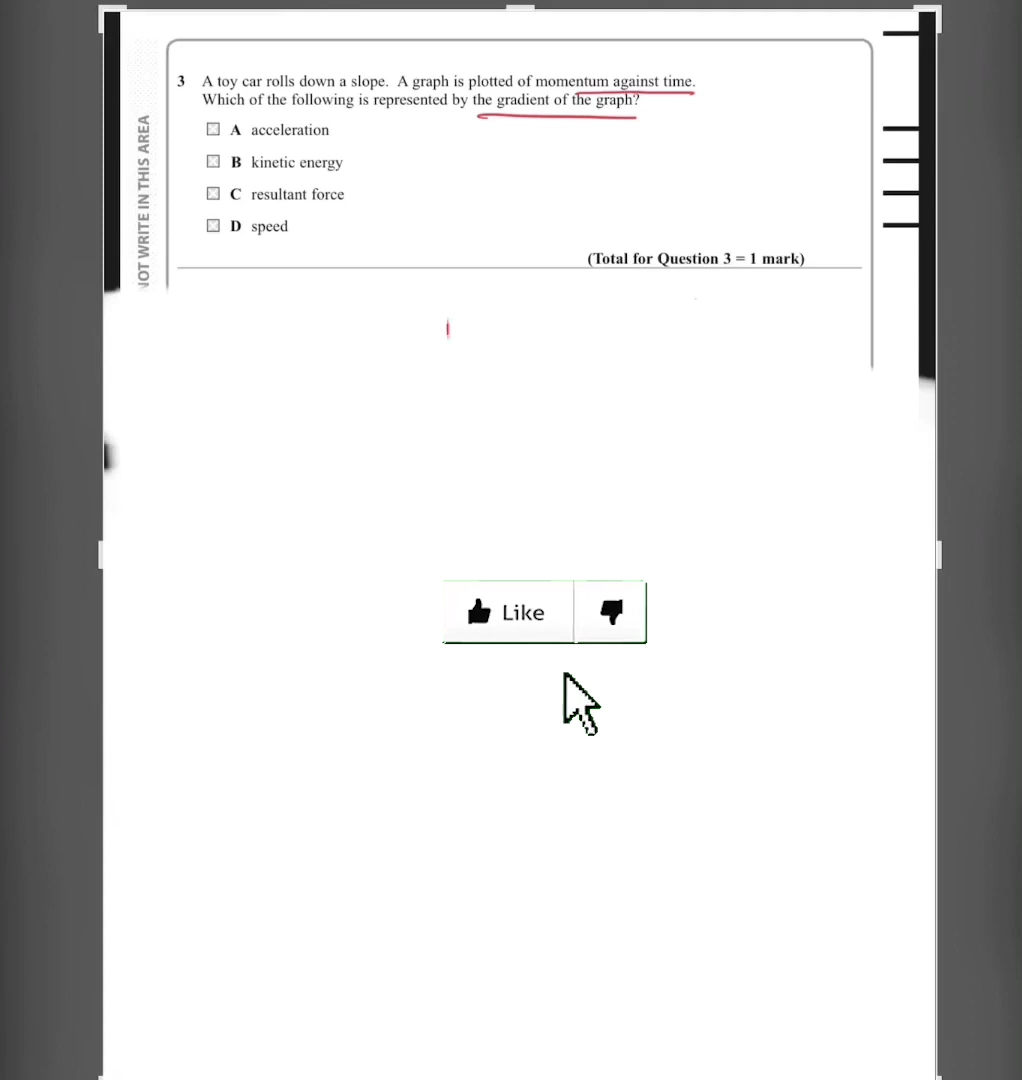 3 A toy car rolls down a slope. A graph is plotted of momentum against time.
Which of the following is represented by the gradient of the graph?
A acceleration
B kinetic energy
C resultant force
D speed
(Total for Question 3 = 1 mark)
NOT WRITE IN THIS AREA
Like